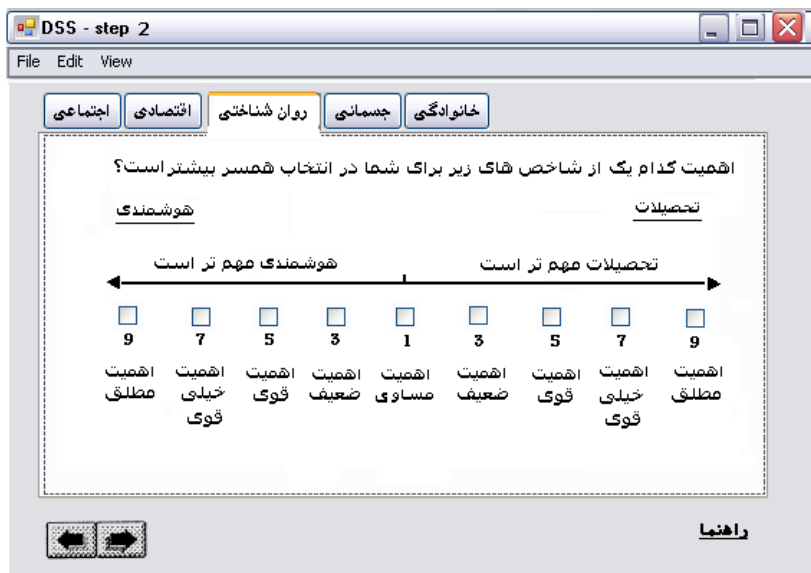 DSS - step 2
File Edit View
خانوادگی جسمانی روان شناختی اقتصادی اجتماعی
اهمیت کدام یک از شاخص های زیر برای شما در انتخاب همسر بیشتر است؟
تحصیلات هوشمندی
تحصیلات مهم تر است هوشمندی مهم تر است
9 7 5 3 1 3 5 7 9
اهمیت اهمیت اهمیت اهمیت اهمیت اهمیت اهمیت اهمیت اهمیت
مطلق خیلی قوی ضعیف مساوی ضعیف قوی خیلی مطلق
قوی قوی
راهنما